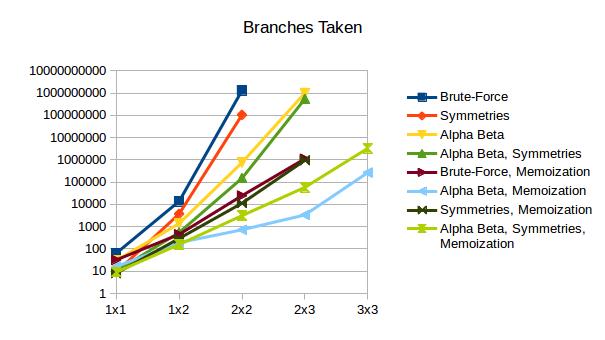 Branches Taken
10000000000
1000000000
100000000
10000000
1000000
100000
10000
1000
100
10
1
1x1
1x2
2x2
2x3
3x3
Brute-Force
Symmetries
Alpha Beta
Alpha Beta, Symmetries
Brute-Force, Memoization
Alpha Beta, Memoization
Symmetries, Memoization
Alpha Beta, Symmetries,
Memoization